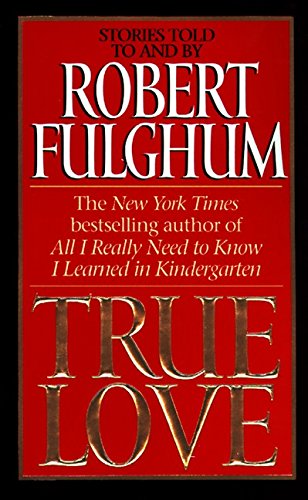 STORIES TOLD
TO AND BY
ROBERT
FULGHUM
The New York Times
bestselling author of
All I Really Need to Know
I Learned in Kindergarten
TRUE
LOVE